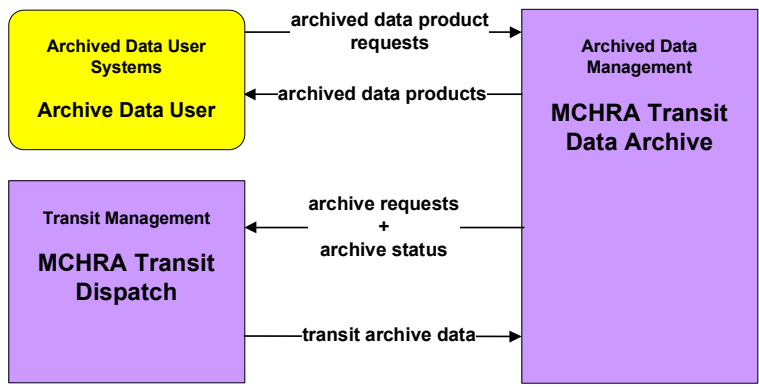 Archived Data User
Systems
Archive Data User
archived data product
requests
archived data products
Archived Data
Management
MCHRA Transit
Data Archive
Transit Management
MCHRA Transit
Dispatch
archive requests
+
archive status
transit archive data